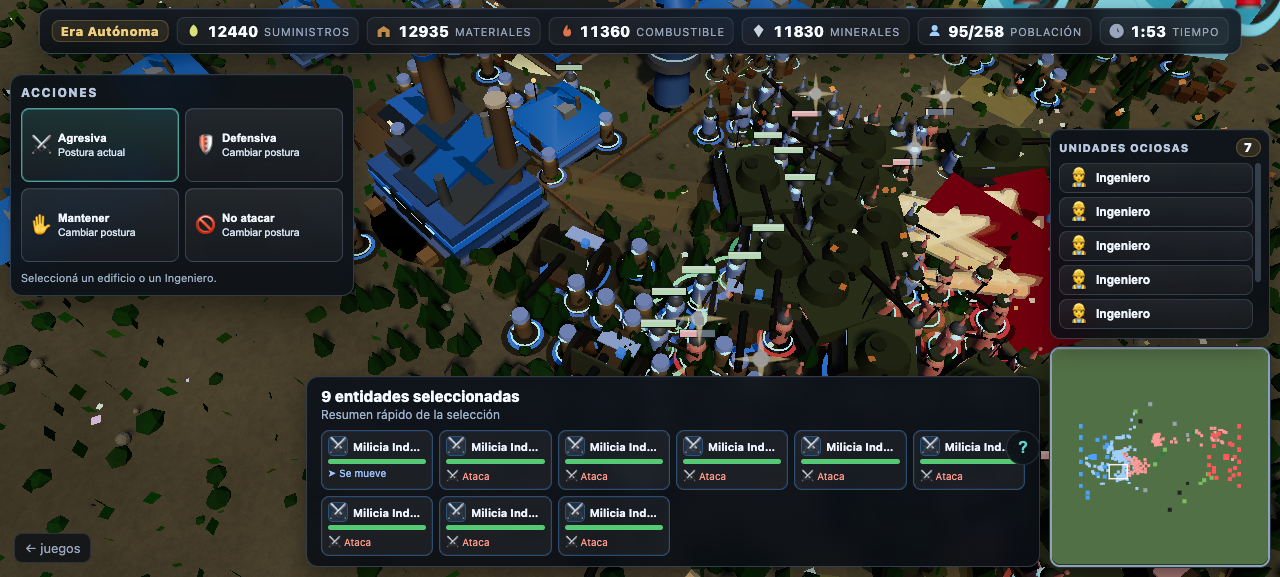 Era Autónoma
12440 SUMINISTROS
12935 MATERIALES
11360 COMBUSTIBLE
11830 MINERALES
95/258 POBLACIÓN
1:53 TIEMPO
ACCIONES
Agresiva
Postura actual
Defensiva
Cambiar postura
Mantener
Cambiar postura
No atacar
Cambiar postura
Seleccioná un edificio o un Ingeniero.
UNIDADES OCIOSAS 7
Ingeniero
Ingeniero
Ingeniero
Ingeniero
Ingeniero
9 entidades seleccionadas
Resumen rápido de la selección
Milicia Ind...
Se mueve
Milicia Ind...
Ataca
Milicia Ind...
Ataca
Milicia Ind...
Ataca
Milicia Ind...
Ataca
Milicia Ind...
Ataca
?
Milicia Ind...
Ataca
Milicia Ind...
Ataca
Milicia Ind...
Ataca
← juegos